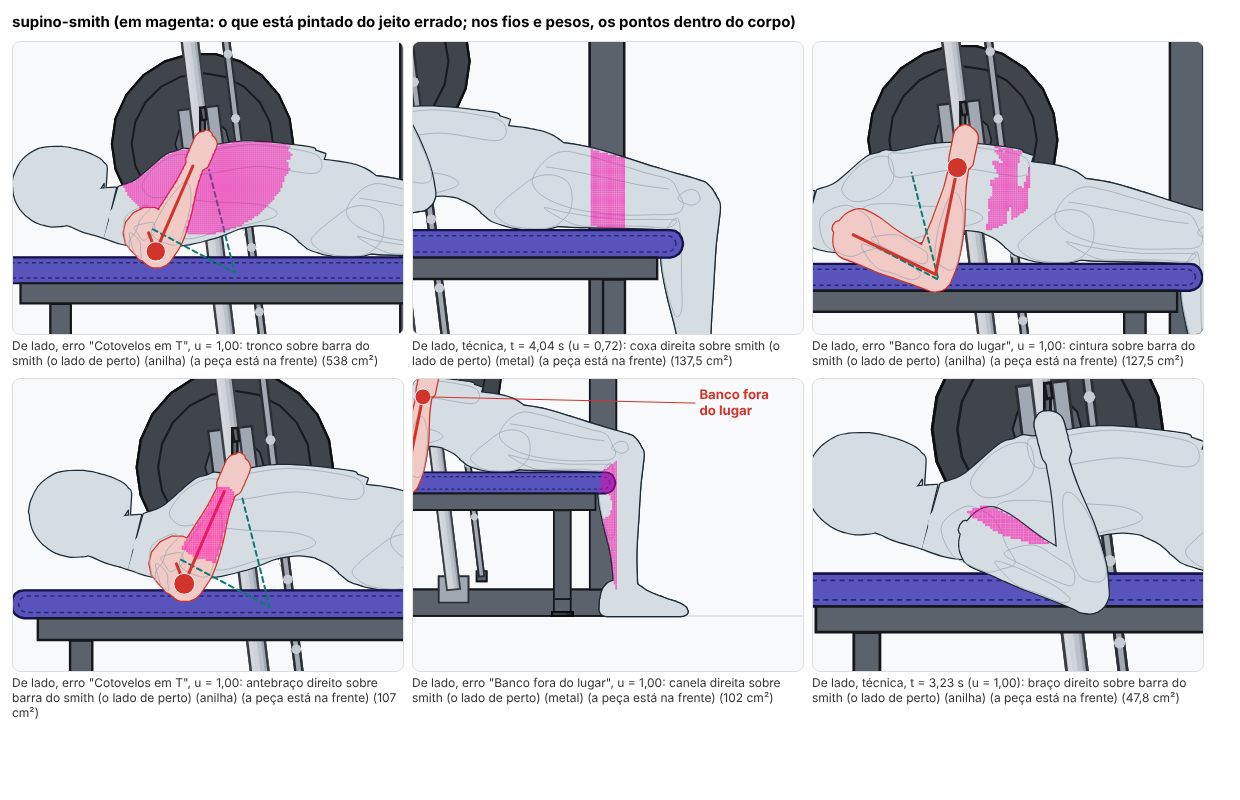 supino-smith (em magenta: o que está pintado do jeito errado; nos fios e pesos, os pontos dentro do corpo)
De lado, erro "Cotovelos em T", u = 1,00: tronco sobre barra do
smith (o lado de perto) (anilha) (a peça está na frente) (538 cm²)
De lado, técnica, t = 4,04 s (u = 0,72): coxa direita sobre smith (o
lado de perto) (metal) (a peça está na frente) (137,5 cm²)
De lado, erro "Banco fora do lugar", u = 1,00: cintura sobre barra do
smith (o lado de perto) (anilha) (a peça está na frente) (127,5 cm²)
Banco fora
do lugar
De lado, erro "Cotovelos em T", u = 1,00: antebraço direito sobre
barra do smith (o lado de perto) (anilha) (a peça está na frente) (107
cm²)
De lado, erro "Banco fora do lugar", u = 1,00: canela direita sobre
smith (o lado de perto) (metal) (a peça está na frente) (102 cm²)
De lado, técnica, t = 3,23 s (u = 1,00): braço direito sobre barra do
smith (o lado de perto) (anilha) (a peça está na frente) (47,8 cm²)